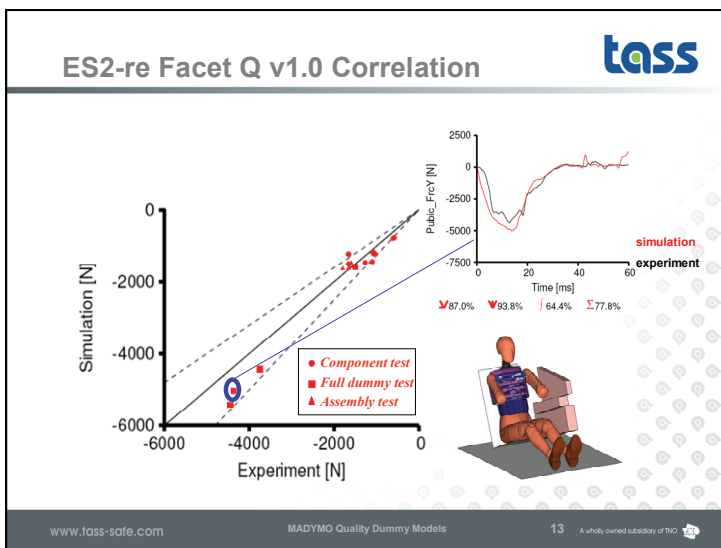 ES2-re Facet Q v1.0 Correlation
tass
2500
0
-2500
-5000
-7500
Pubic_FrcY [N]
0 20 40 60
Time [ms]
simulation
experiment
87.0% 93.8% ∫ 64.4% Σ77.8%
0
-2000
-4000
-6000
Simulation [N]
-6000 -4000 -2000 0
Experiment [N]
Component test
Full dummy test
Assembly test
www.tass-safe.com MADYMO Quality Dummy Models 13 A wholly owned subsidiary of TNO